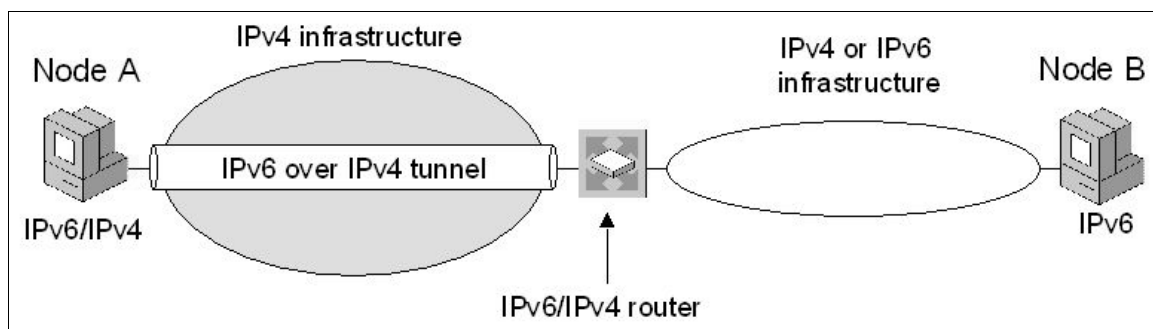 IPv4 infrastructure
IPv4 or IPv6
infrastructure
Node A
Node B
IPv6 over IPv4 tunnel
IPv6/IPv4
IPv6
IPv6/IPv4 router